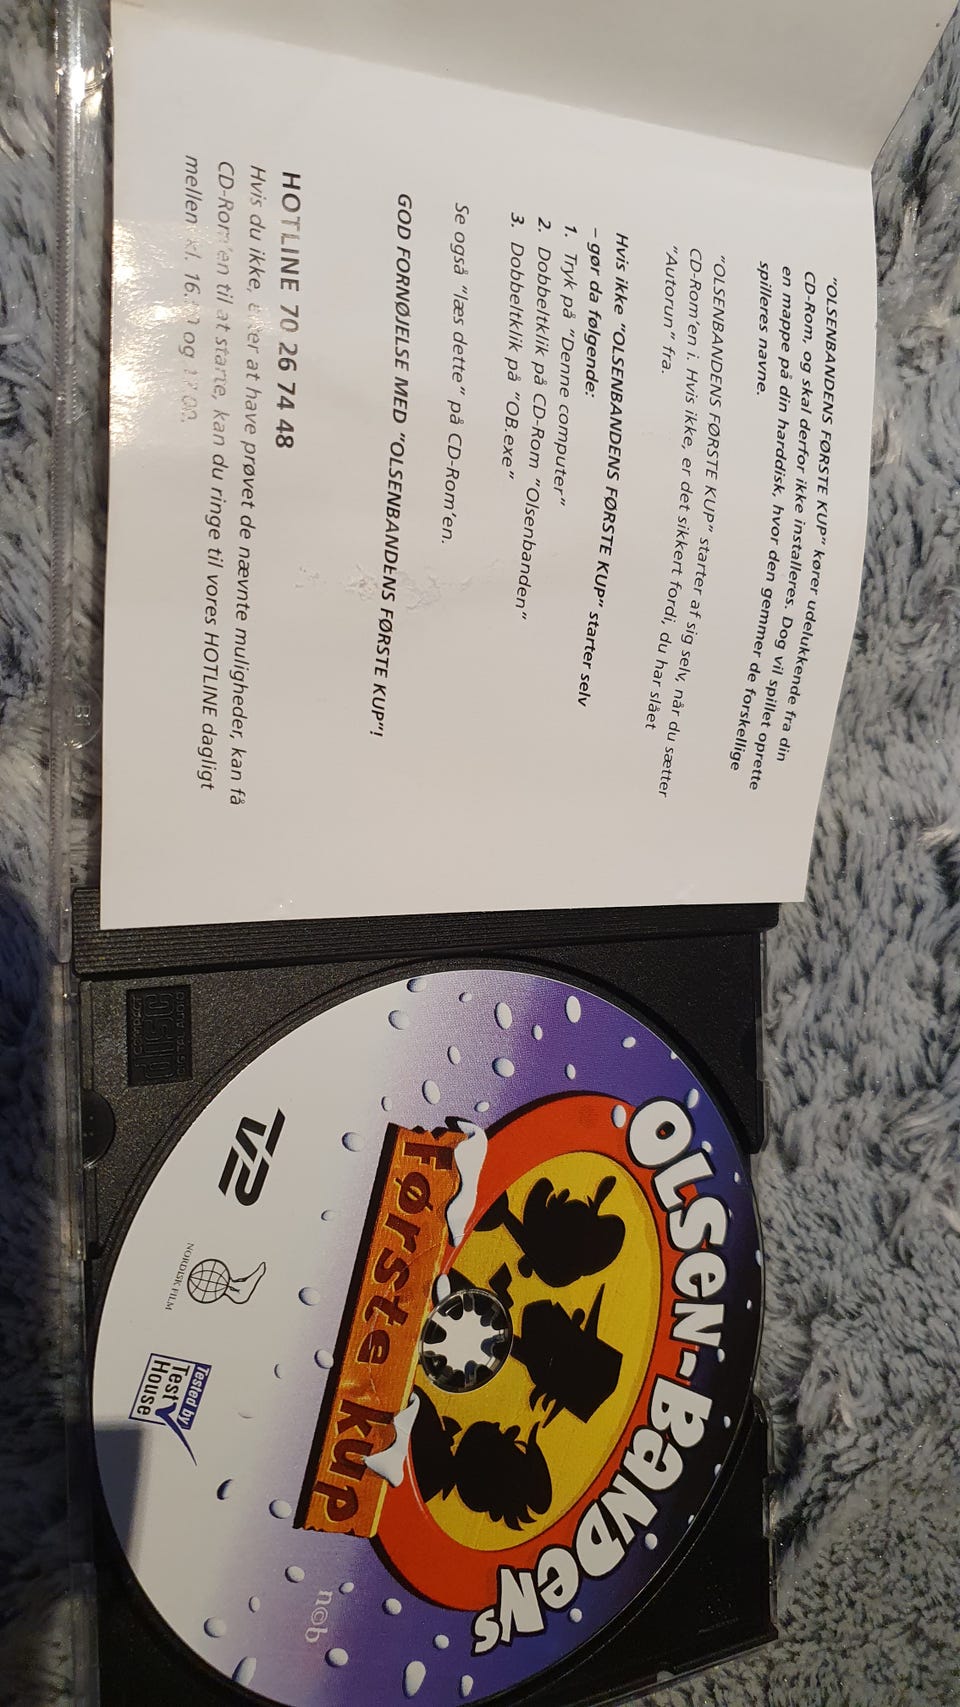 "OLSENBANDENS FØRSTE KUP" kører udelukkende fra din
CD-Rom, og skal derfor ikke installeres. Dog vil spillet oprette
en mappe på din harddisk, hvor den gemmer de forskellige
spilleres navne.
"OLSENBANDENS FØRSTE KUP" starter af sig selv, når du sætter
CD-Rom'en i. Hvis ikke, er det sikkert fordi, du har slået
"Autorun" fra.
Hvis ikke "OLSENBANDENS FØRSTE KUP" starter selv
– gør da følgende:
1. Tryk på "Denne computer"
2. Dobbeltklik på CD-Rom "Olsenbanden"
3. Dobbeltklik på "OB.exe"
Se også "læs dette" på CD-Rom'en.
GOD FORNØJELSE MED "OLSENBANDENS FØRSTE KUP"!
HOTLINE 70 26 74 48
Hvis du ikke, efter at have prøvet de nævnte muligheder, kan få
CD-Rom'en til at starte, kan du ringe til vores HOTLINE dagligt
mellem kl. og
OLSEN-BANDENS
Første kup
TV2
NORDISK FILM
Tested by
Test
House
nob